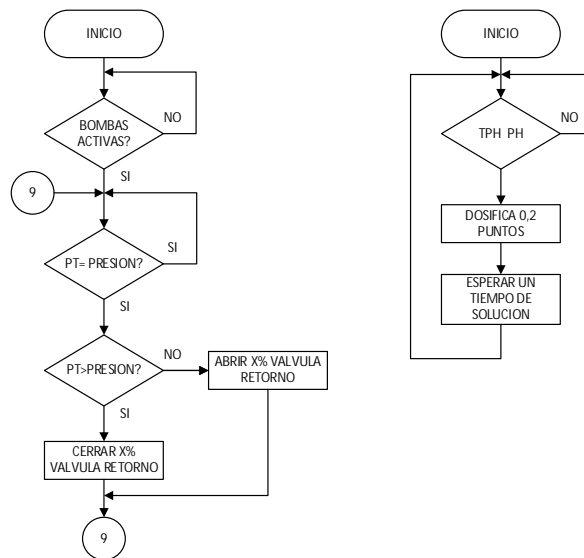 INICIO
BOMBAS
ACTIVAS?
NO
SI
9
SI
PT= PRESION?
SI
PT>PRESION?
NO
ABRIR X% VALVULA
RETORNO
SI
CERRAR X%
VALVULA RETORNO
9
INICIO
TPH PH
NO
DOSIFICA 0,2
PUNTOS
ESPERAR UN
TIEMPO DE
SOLUCION